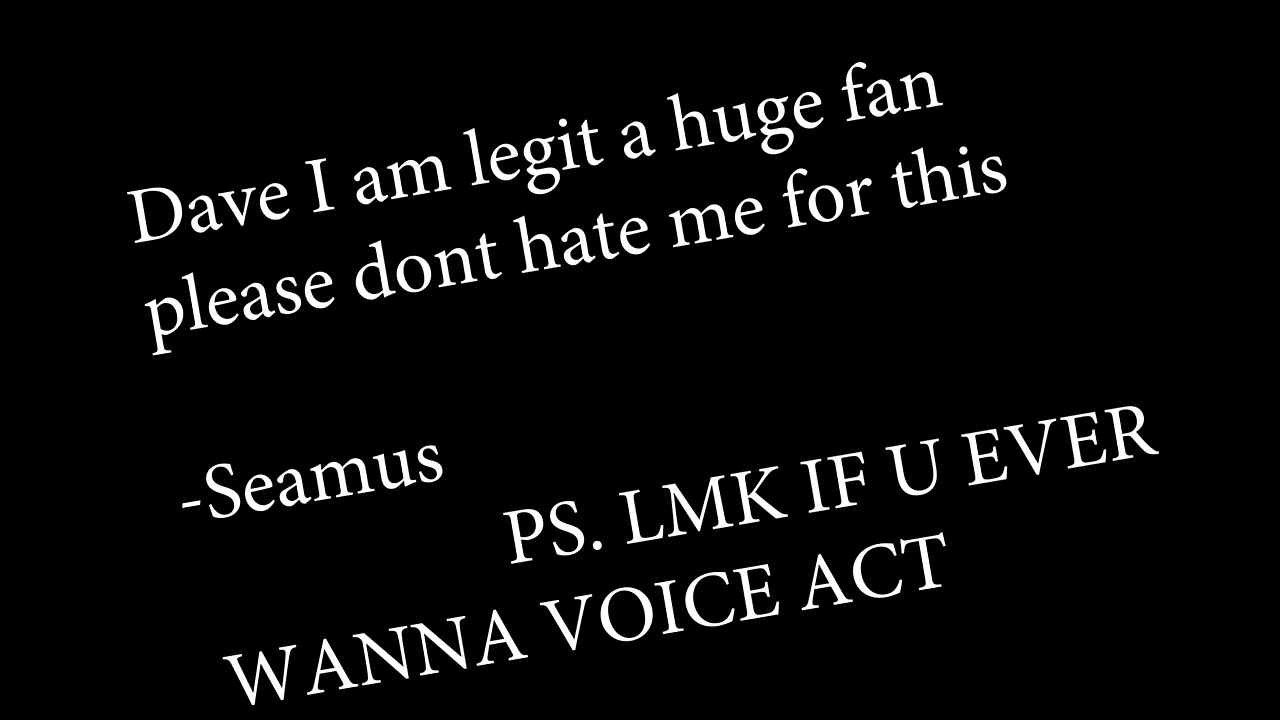 Dave I am legit a huge fan
please dont hate me for this
-Seamus
PS. LMK IF U EVER
WANNA VOICE ACT